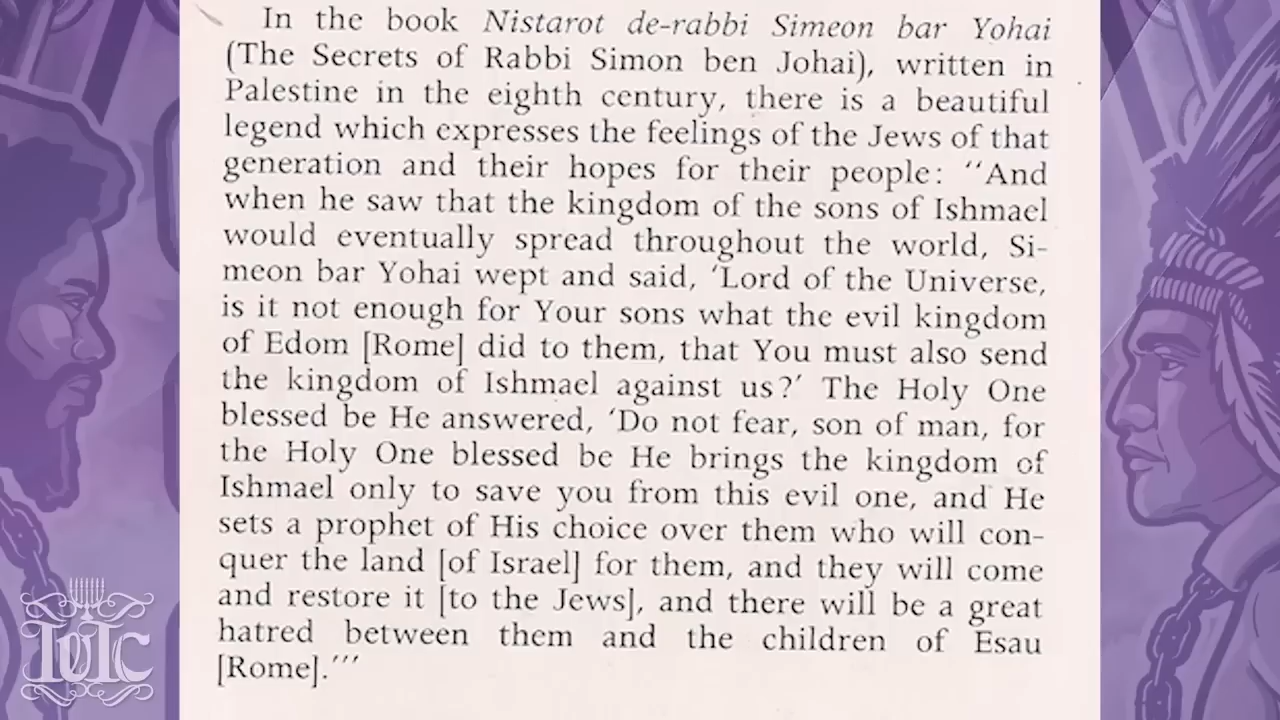 In the book Nistarot de-rabbi Simeon bar Yohai
(The Secrets of Rabbi Simon ben Johai), written in
Palestine in the eighth century, there is a beautiful
legend which expresses the feelings of the Jews of that
generation and their hopes for their people: ‘‘And
when he saw that the kingdom of the sons of Ishmael
would eventually spread throughout the world, Si-
meon bar Yohai wept and said, ‘Lord of the Universe,
is it not enough for Your sons what the evil kingdom
of Edom [Rome] did to them, that You must also send
the kingdom of Ishmael against us?’ The Holy One
blessed be He answered, ‘Do not fear, son of man, for
the Holy One blessed be He brings the kingdom of
Ishmael only to save you from this evil one, and He
sets a prophet of His choice over them who will con-
quer the land [of Israel] for them, and they will come
and restore it [to the Jews], and there will be a great
hatred between them and the children of Esau
[Rome].’’’
IUIC